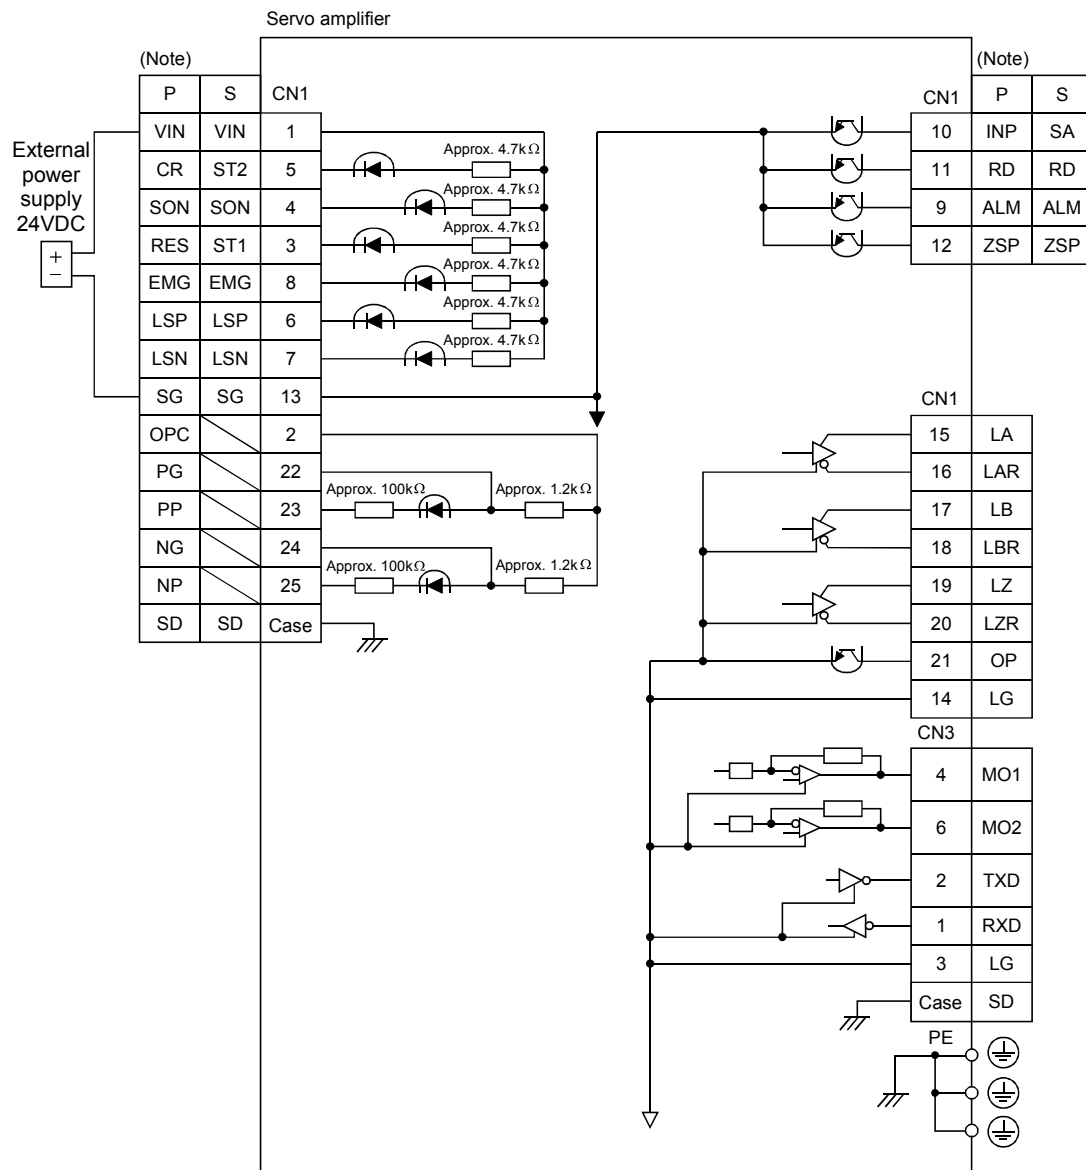 Servo amplifier
(Note)
P S CN1
VIN VIN 1
CR ST2 5
SON SON 4
RES ST1 3
EMG EMG 8
LSP LSP 6
LSN LSN 7
SG SG 13
OPC 2
PG 22
PP 23
NG 24
NP 25
SD SD Case
External
power
supply
24VDC
+
−
Approx. 4.7kΩ
Approx. 4.7kΩ
Approx. 4.7kΩ
Approx. 4.7kΩ
Approx. 4.7kΩ
Approx. 4.7kΩ
Approx. 100kΩ Approx. 1.2kΩ
Approx. 100kΩ Approx. 1.2kΩ
(Note)
CN1 P S
10 INP SA
11 RD RD
9 ALM ALM
12 ZSP ZSP
CN1
15 LA
16 LAR
17 LB
18 LBR
19 LZ
20 LZR
21 OP
14 LG
CN3
4 MO1
6 MO2
2 TXD
1 RXD
3 LG
Case SD
PE